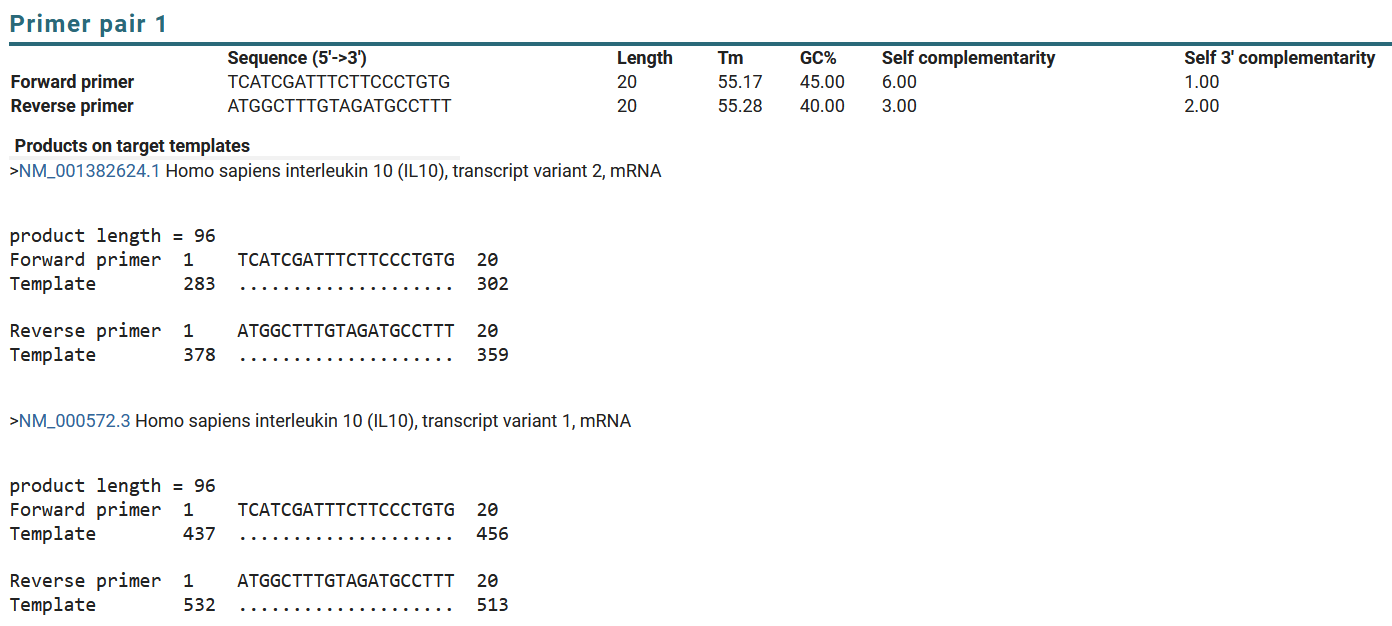 Primer pair 1
Sequence (5'->3') Length Tm GC% Self complementarity Self 3' complementarity
Forward primer TCATCGATTTCTTCCCTGTG 20 55.17 45.00 6.00 1.00
Reverse primer ATGGCTTTGTAGATGCCTTT 20 55.28 40.00 3.00 2.00
Products on target templates
>NM_001382624.1 Homo sapiens interleukin 10 (IL10), transcript variant 2, mRNA
product length = 96
Forward primer 1 TCATCGATTTCTTCCCTGTG 20
Template 283 .................... 302
Reverse primer 1 ATGGCTTTGTAGATGCCTTT 20
Template 378 .................... 359
>NM_000572.3 Homo sapiens interleukin 10 (IL10), transcript variant 1, mRNA
product length = 96
Forward primer 1 TCATCGATTTCTTCCCTGTG 20
Template 437 .................... 456
Reverse primer 1 ATGGCTTTGTAGATGCCTTT 20
Template 532 .................... 513